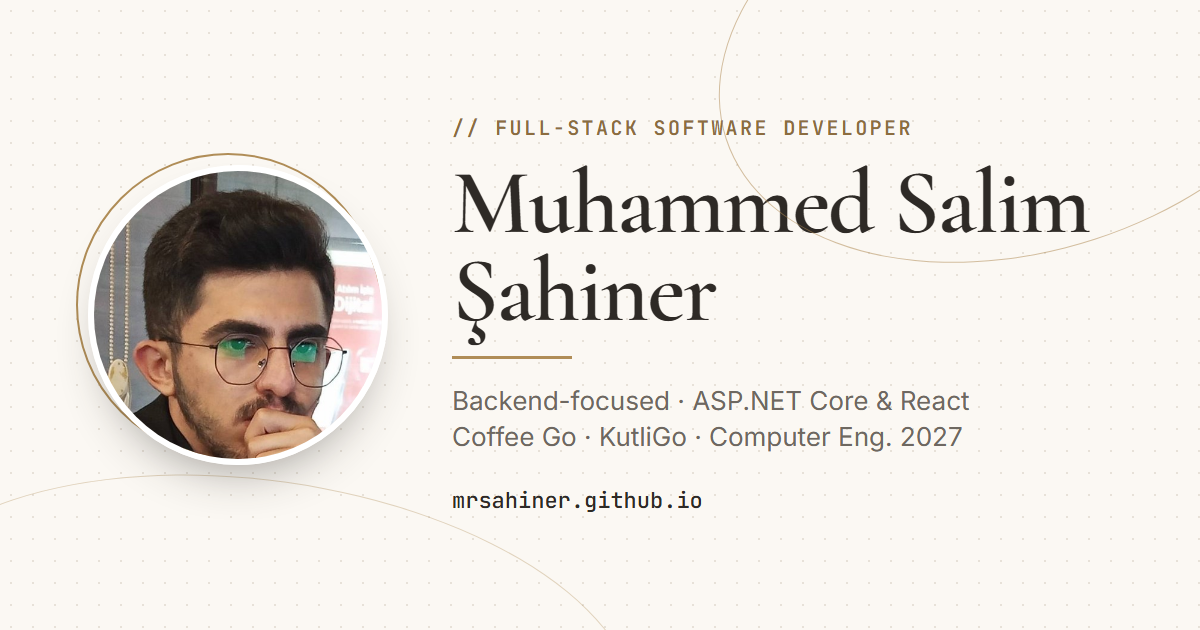 // FULL-STACK SOFTWARE DEVELOPER
Muhammed Salim
Şahiner
Backend-focused · ASP.NET Core & React
Coffee Go · KutliGo · Computer Eng. 2027
mrsahiner.github.io
Dijital